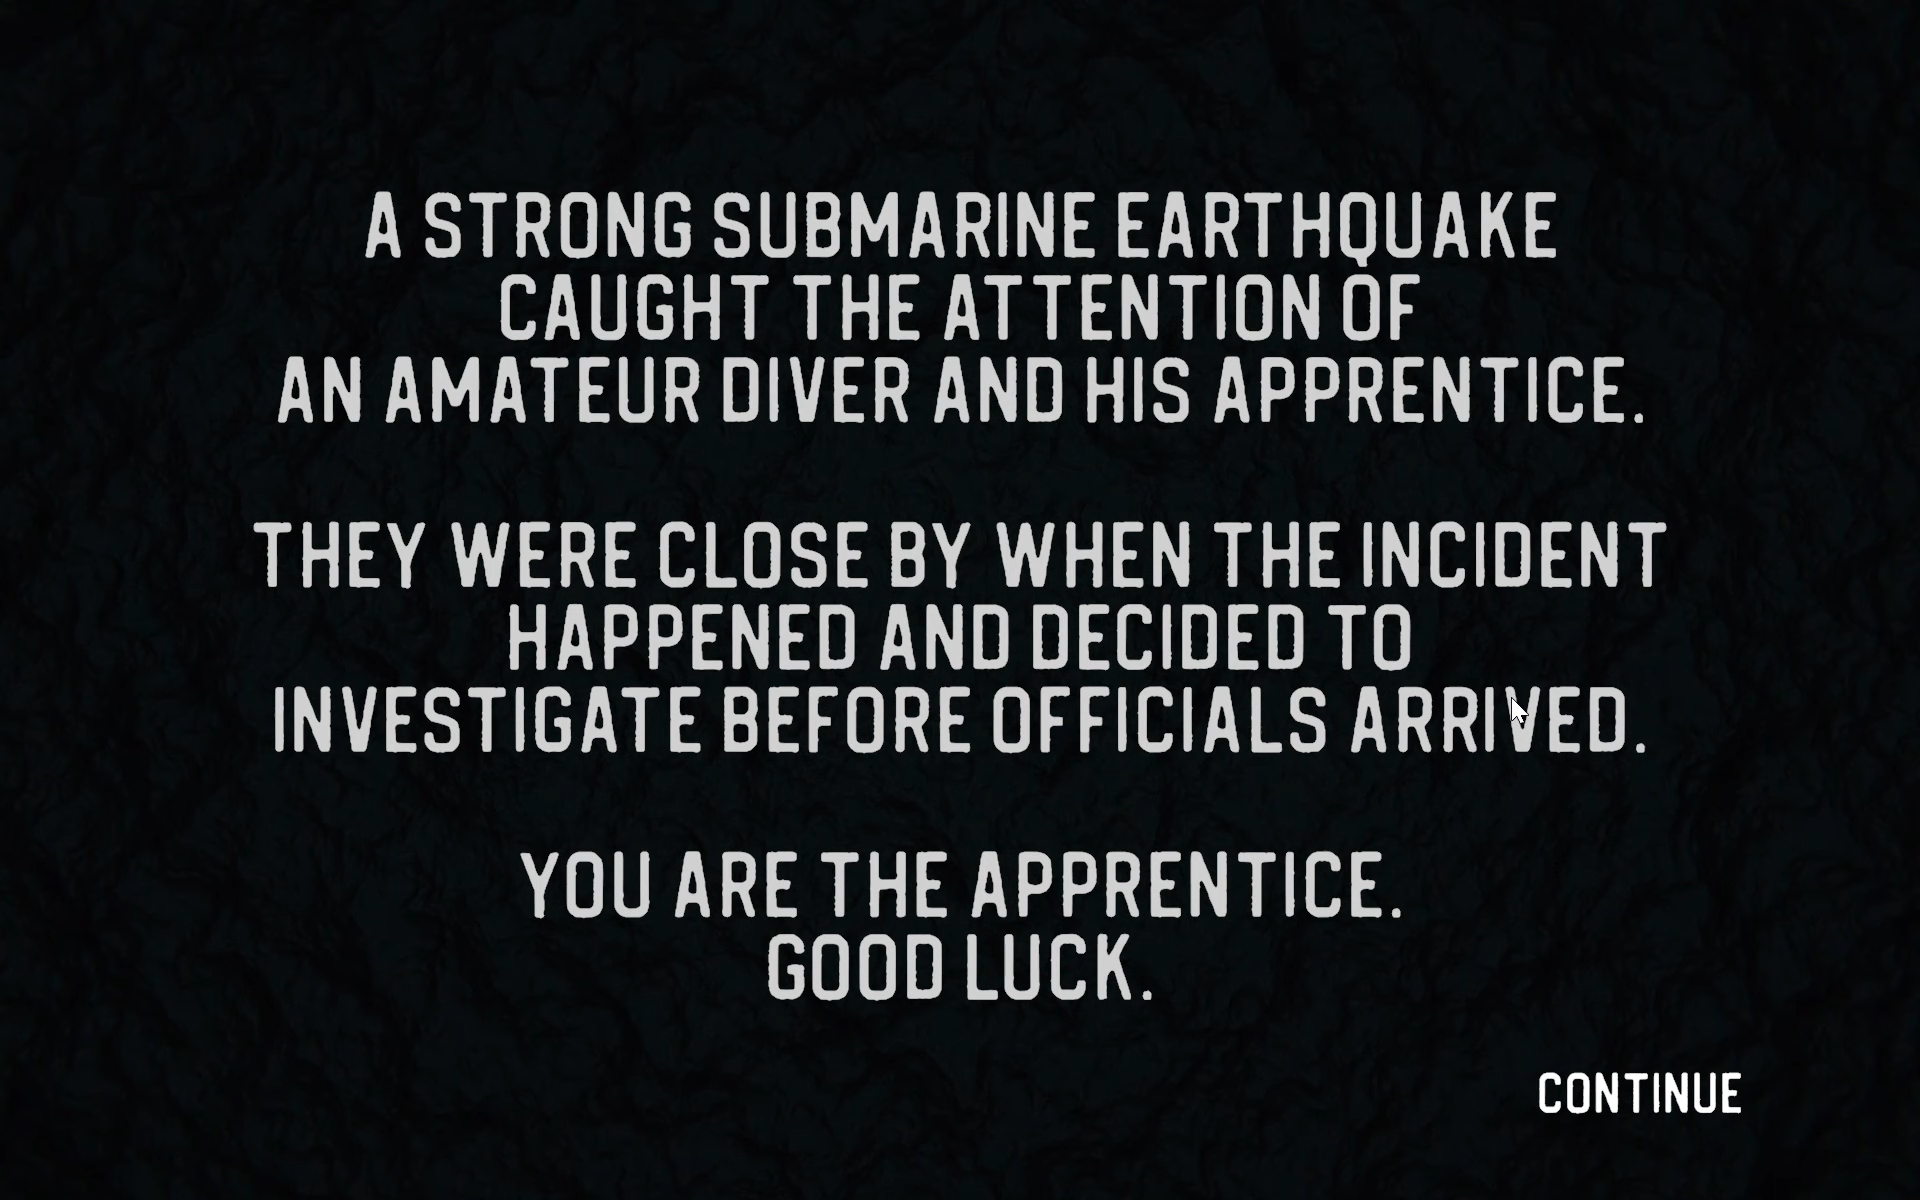 A STRONG SUBMARINE EARTHQUAKE
CAUGHT THE ATTENTION OF
AN AMATEUR DIVER AND HIS APPRENTICE.
THEY WERE CLOSE BY WHEN THE INCIDENT
HAPPENED AND DECIDED TO
INVESTIGATE BEFORE OFFICIALS ARRIVED.
YOU ARE THE APPRENTICE.
GOOD LUCK.
CONTINUE